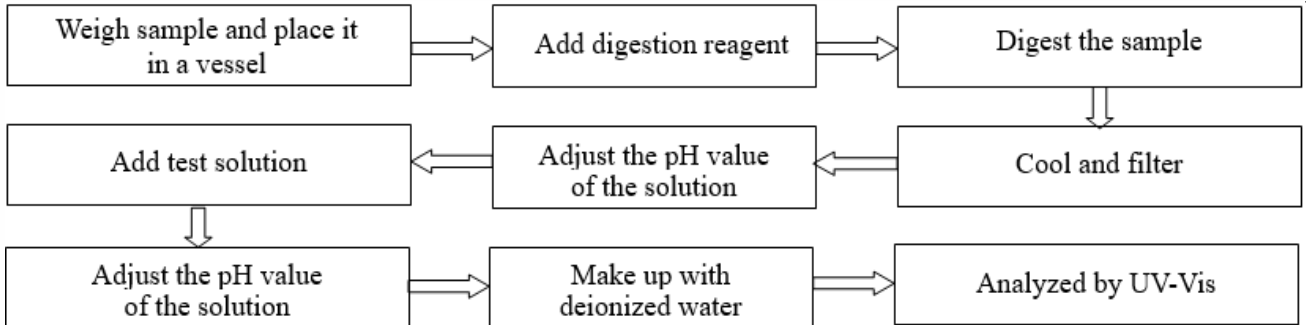 Weigh sample and place it
in a vessel
Add digestion reagent
Digest the sample
Cool and filter
Adjust the pH value
of the solution
Add test solution
Adjust the pH value
of the solution
Make up with
deionized water
Analyzed by UV-Vis